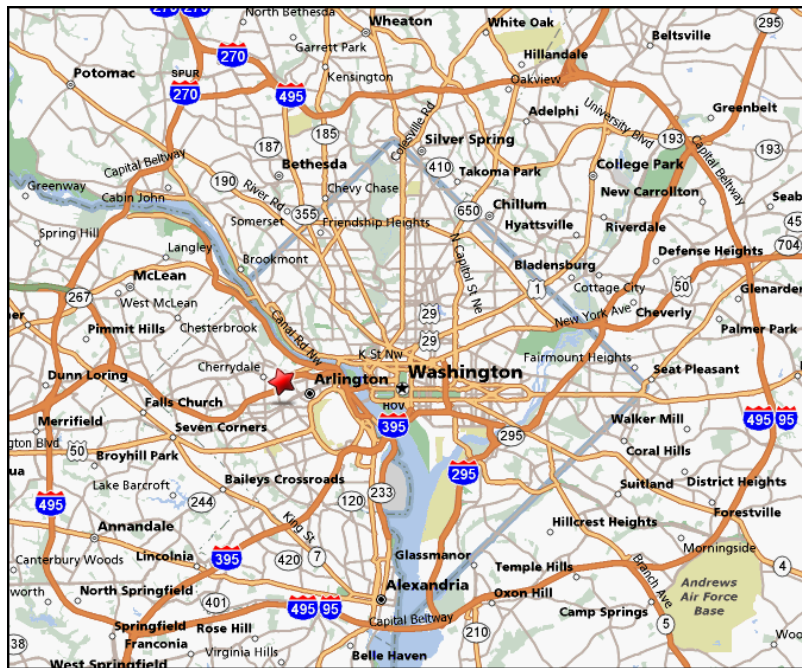 270 270
North Bethesda
Wheaton
White Oak
295
Beltsville
Garrett Park
Hillandale
270
SPUR
Kensington
Potomac
270
495
Oakview
Colesville Rd
Adelphi
Greenbelt
University Blvd
185
193
187
Silver Spring
193
Capital Beltway
Bethesda
410
Takoma Park
College Park
Capital Beltway
190
River Rd
Chevy Chase
New Carrollton
Greenway
Cabin John
355
650
Chillum
Somerset
Friendship Heights
Hyattsville
Riverdale
Spring Hill
Langley
N Capitol St Ne
Defense Heights
704
Brookmont
Bladensburg
McLean
Cottage City
50
267
West McLean
1
Glenarden
Canal Rd Nw
29
New York Ave
Cheverly
Pimmit Hills
Chesterbrook
Palmer Park
29
K St Nw
Fairmount Heights
Cherrydale
Washington
Seat Pleasant
Dunn Loring
Arlington
HOV
Falls Church
395
Walker Mill
495 95
Merrifield
Seven Corners
295
50
Coral Hills
Broyhill Park
295
Baileys Crossroads
Suitland
District Heights
Lake Barcroft
233
495
244
120
Forestville
King St
Hillcrest Heights
Annandale
7
Morningside
Canterbury Woods
Lincolnia
395
420
Glassmanor
Temple Hills
4
Branch Ave
Andrews
Air Force
Base
North Springfield
Alexandria
Oxon Hill
401
495 95
Camp Springs
Springfield
Rose Hill
Capital Beltway
210
5
38
Franconia
Virginia Hills
Belle Haven
West Springfield